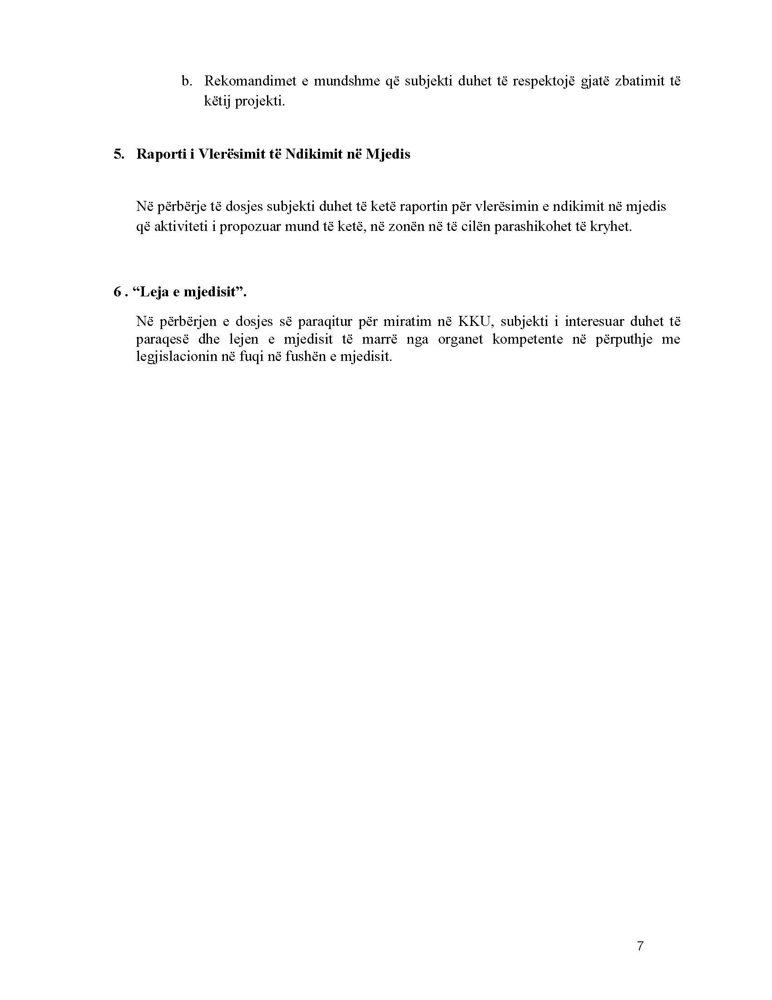 b. Rekomandimet e mundshme që subjekti duhet të respektojë gjatë zbatimit të
këtij projekti.
5. Raporti i Vlerësimit të Ndikimit në Mjedis
Në përbërje të dosjes subjekti duhet të ketë raportin për vlerësimin e ndikimit në mjedis
që aktiviteti i propozuar mund të ketë, në zonën në të cilën parashikohet të kryhet.
6 . “Leja e mjedisit”.
Në përbërjen e dosjes së paraqitur për miratim në KKU, subjekti i interesuar duhet të
paraqesë dhe lejen e mjedisit të marrë nga organet kompetente në përputhje me
legjislacionin në fuqi në fushën e mjedisit.
7